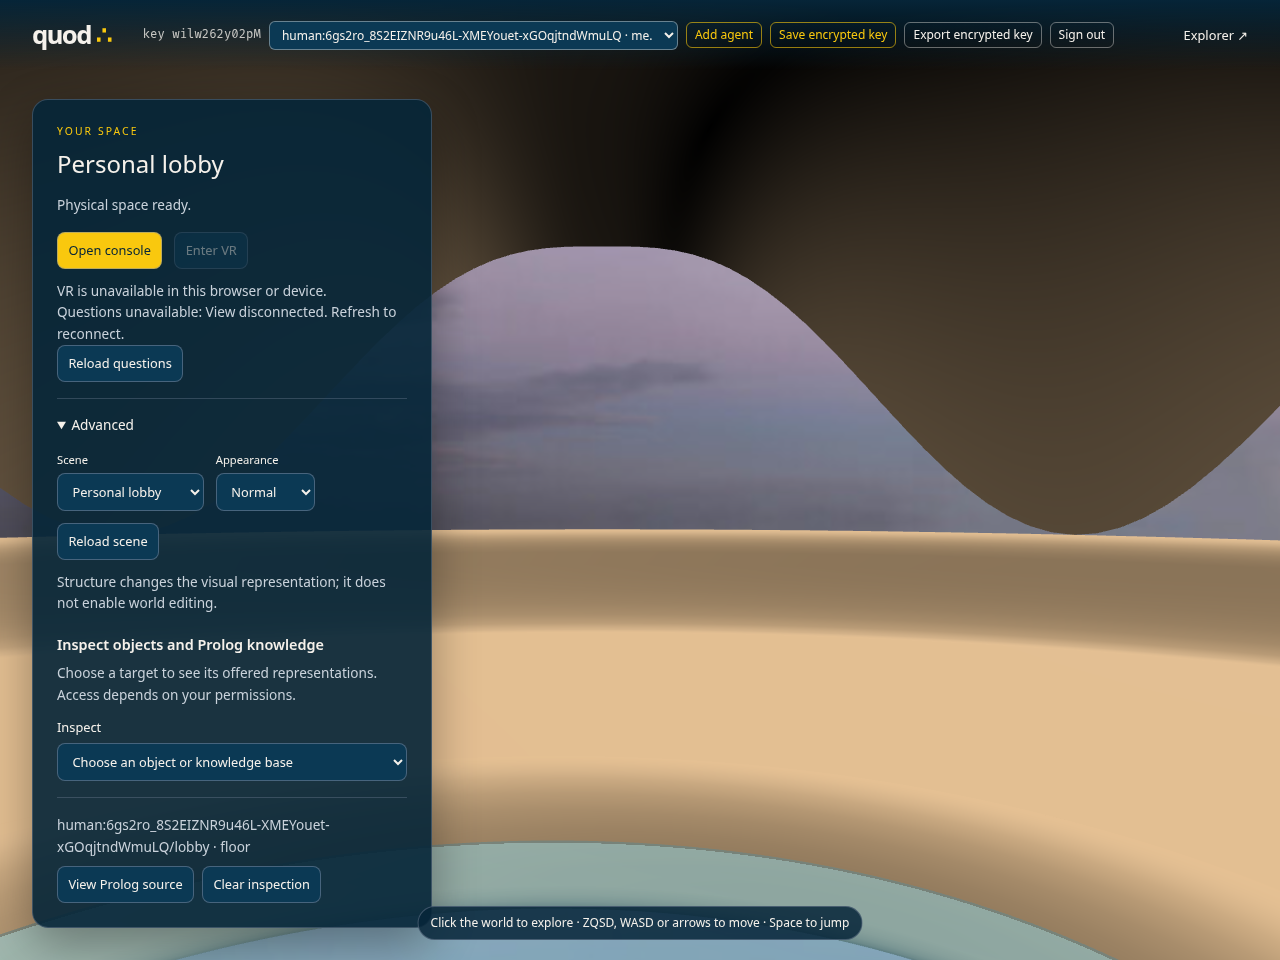 quod
key wilw262y02pM
human:6gs2ro_8S2EIZNR9u46L-XMEYouet-xGOqjtndWmuLQ · me.
Add agent
Save encrypted key
Export encrypted key
Sign out
Explorer ↗
YOUR SPACE
Personal lobby
Physical space ready.
Open console
Enter VR
VR is unavailable in this browser or device.
Questions unavailable: View disconnected. Refresh to
reconnect.
Reload questions
▼ Advanced
Scene
Appearance
Personal lobby
Normal
Reload scene
Structure changes the visual representation; it does
not enable world editing.
Inspect objects and Prolog knowledge
Choose a target to see its offered representations.
Access depends on your permissions.
Inspect
Choose an object or knowledge base
human:6gs2ro_8S2EIZNR9u46L-XMEYouet-
xGOqjtndWmuLQ/lobby · floor
View Prolog source
Clear inspection
Click the world to explore · ZQSD, WASD or arrows to move · Space to jump